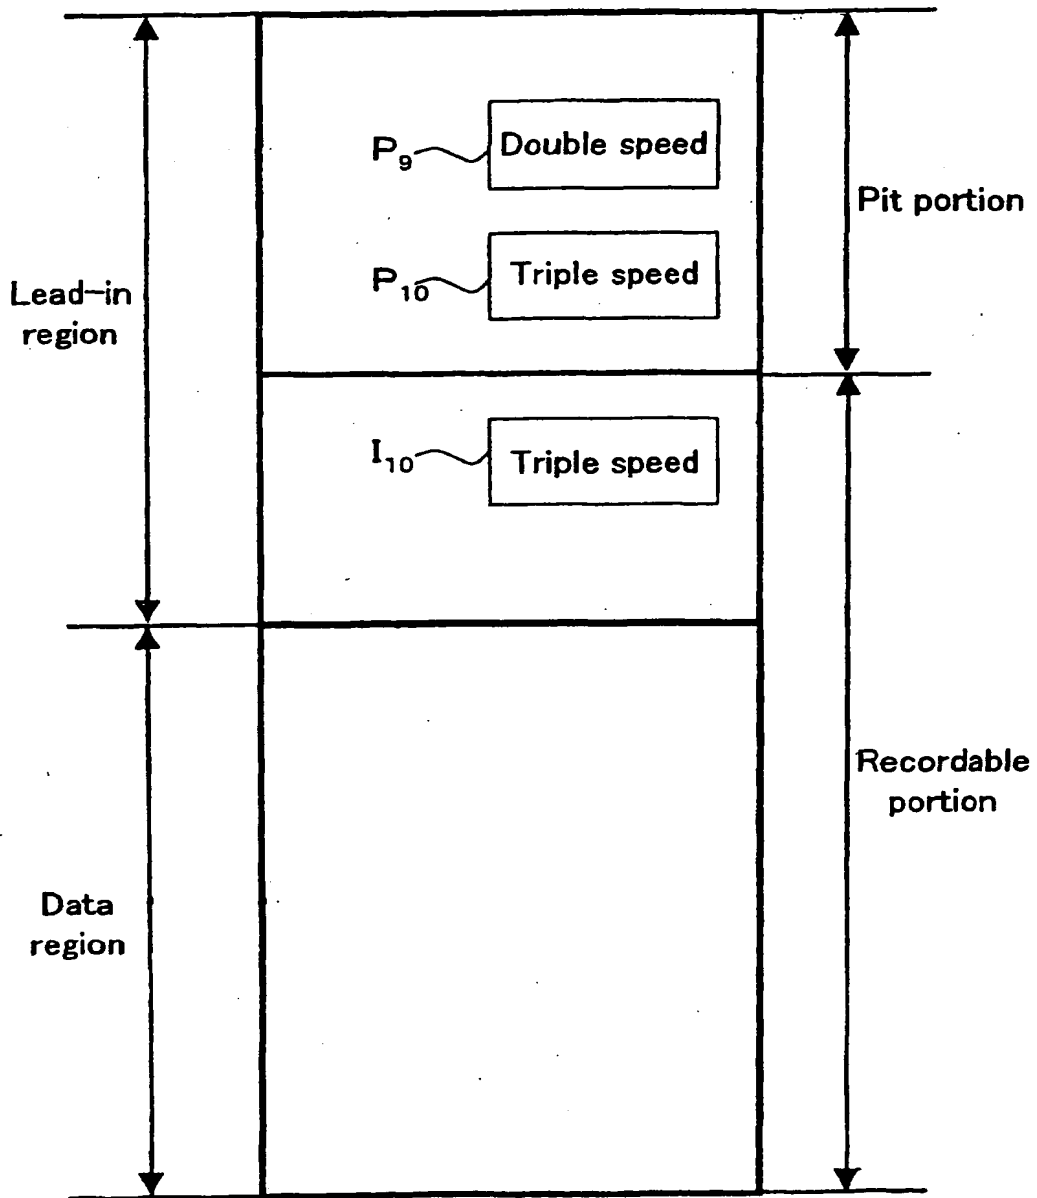 P₉ Double speed
Pit portion
P₁₀ Triple speed
Lead-in
region
I₁₀ Triple speed
Recordable
portion
Data
region